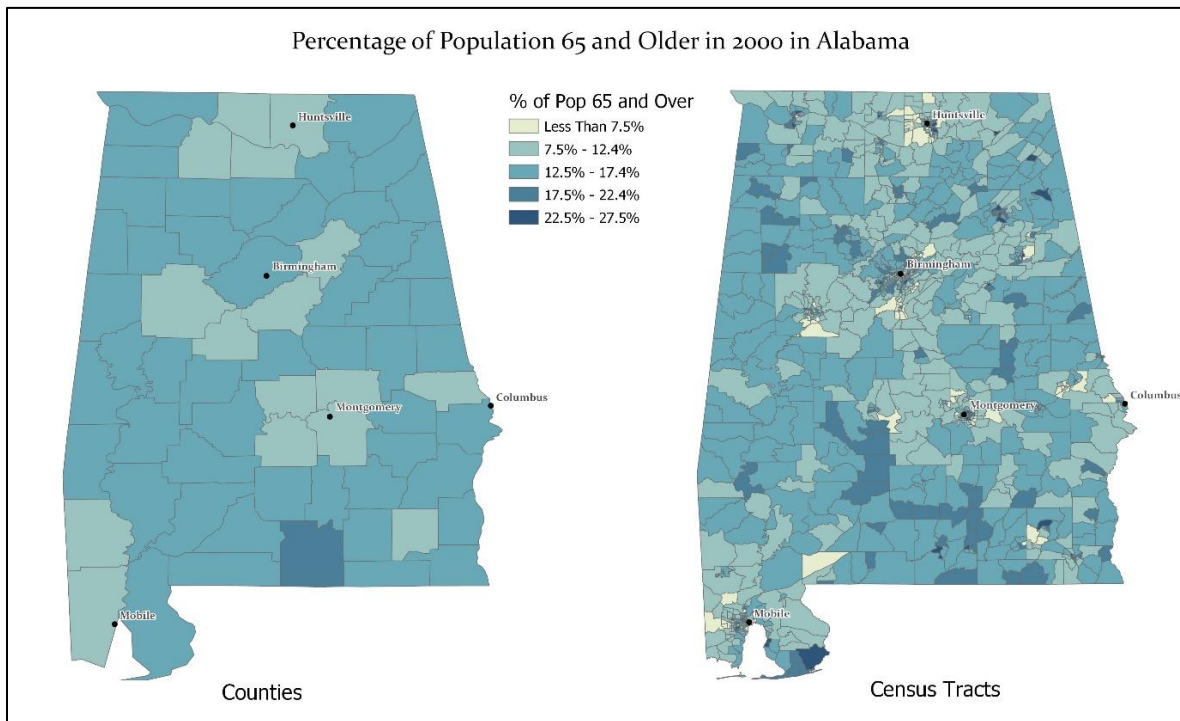 Percentage of Population 65 and Older in 2000 in Alabama
% of Pop 65 and Over
Less Than 7.5%
7.5% - 12.4%
12.5% - 17.4%
17.5% - 22.4%
22.5% - 27.5%
Huntsville
Birmingham
Montgomery
Columbus
Mobile
Counties
Huntsville
Birmingham
Montgomery
Columbus
Mobile
Census Tracts